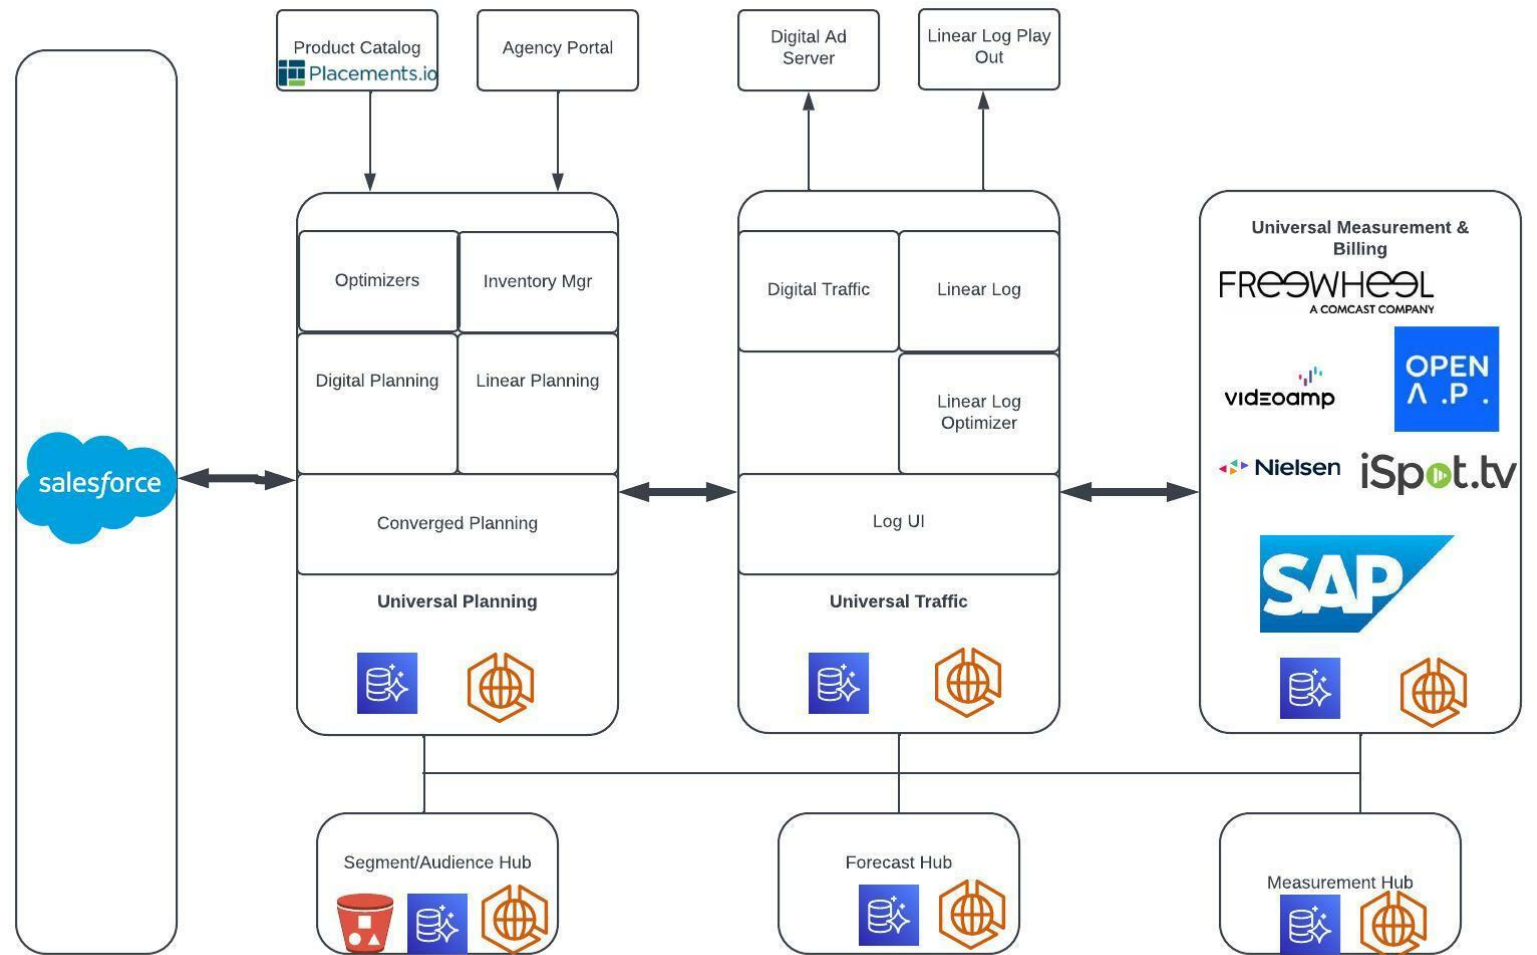 Product Catalog
Placements.io
Agency Portal
Digital Ad
Server
Linear Log Play
Out
salesforce
Optimizers
Inventory Mgr
Digital Planning
Linear Planning
Converged Planning
Universal Planning
Digital Traffic
Linear Log
Linear Log
Optimizer
Log UI
Universal Traffic
Universal Measurement &
Billing
FREEWHEEL
A COMCAST COMPANY
videoamp
OPEN
A.P.
Nielsen
iSpot.tv
SAP
Segment/Audience Hub
Forecast Hub
Measurement Hub